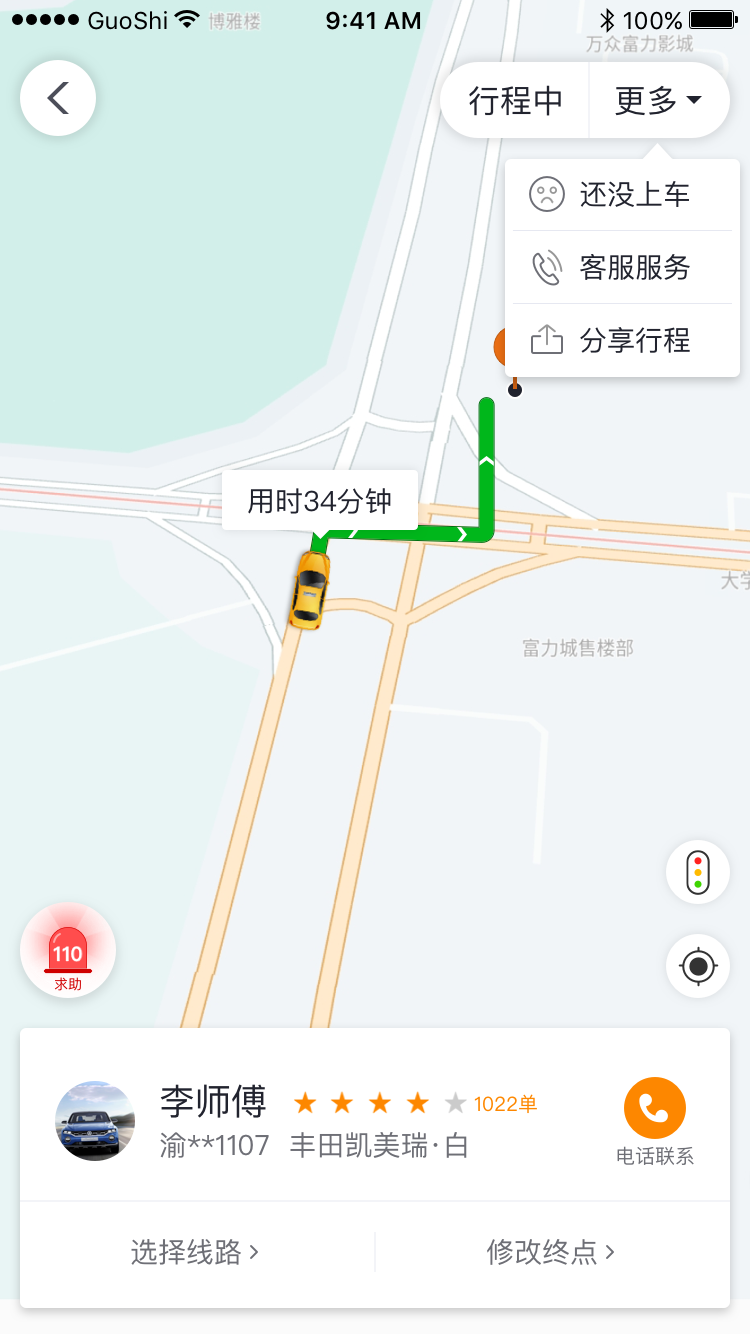 GuoShi 博雅楼 9:41 AM 100%
万众富力影城
行程中 更多
还没上车
客服服务
分享行程
用时34分钟
大学
富力城售楼部
110
求助
李师傅 1022单
渝**1107 丰田凯美瑞·白
电话联系
选择线路 修改终点